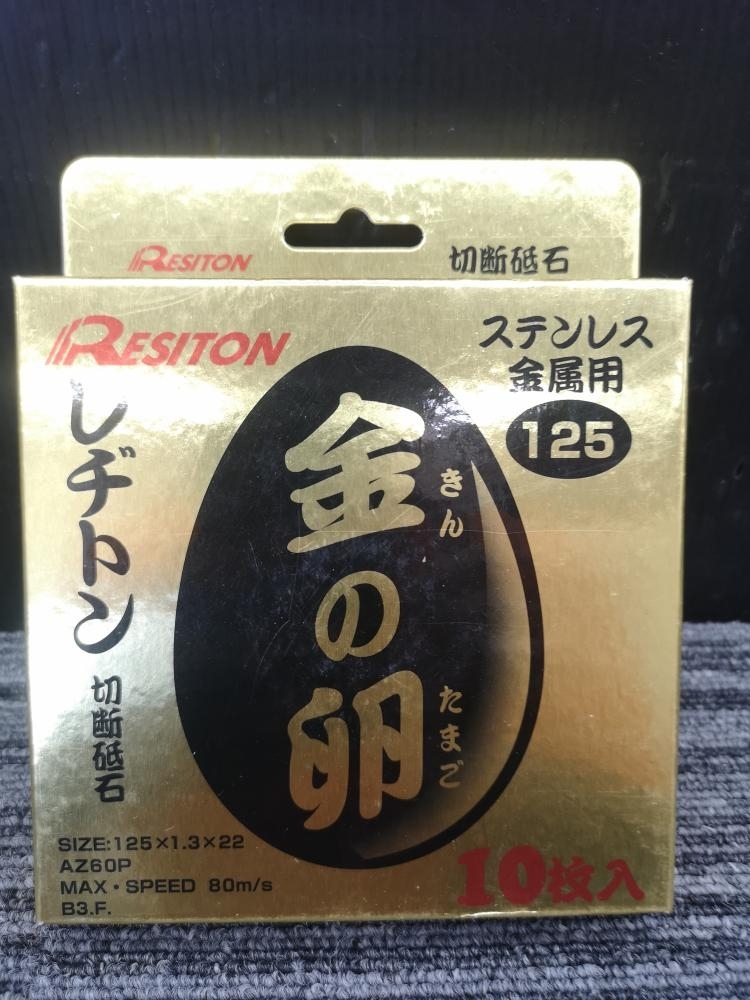 RESITON
切断砥石
RESITON
ステンレス
金属用
125
レヂトン
切断砥石
金の卵
きん
たまご
SIZE:125×1.3×22
AZ60P
MAX・SPEED 80m/s
B3.F.
10枚入